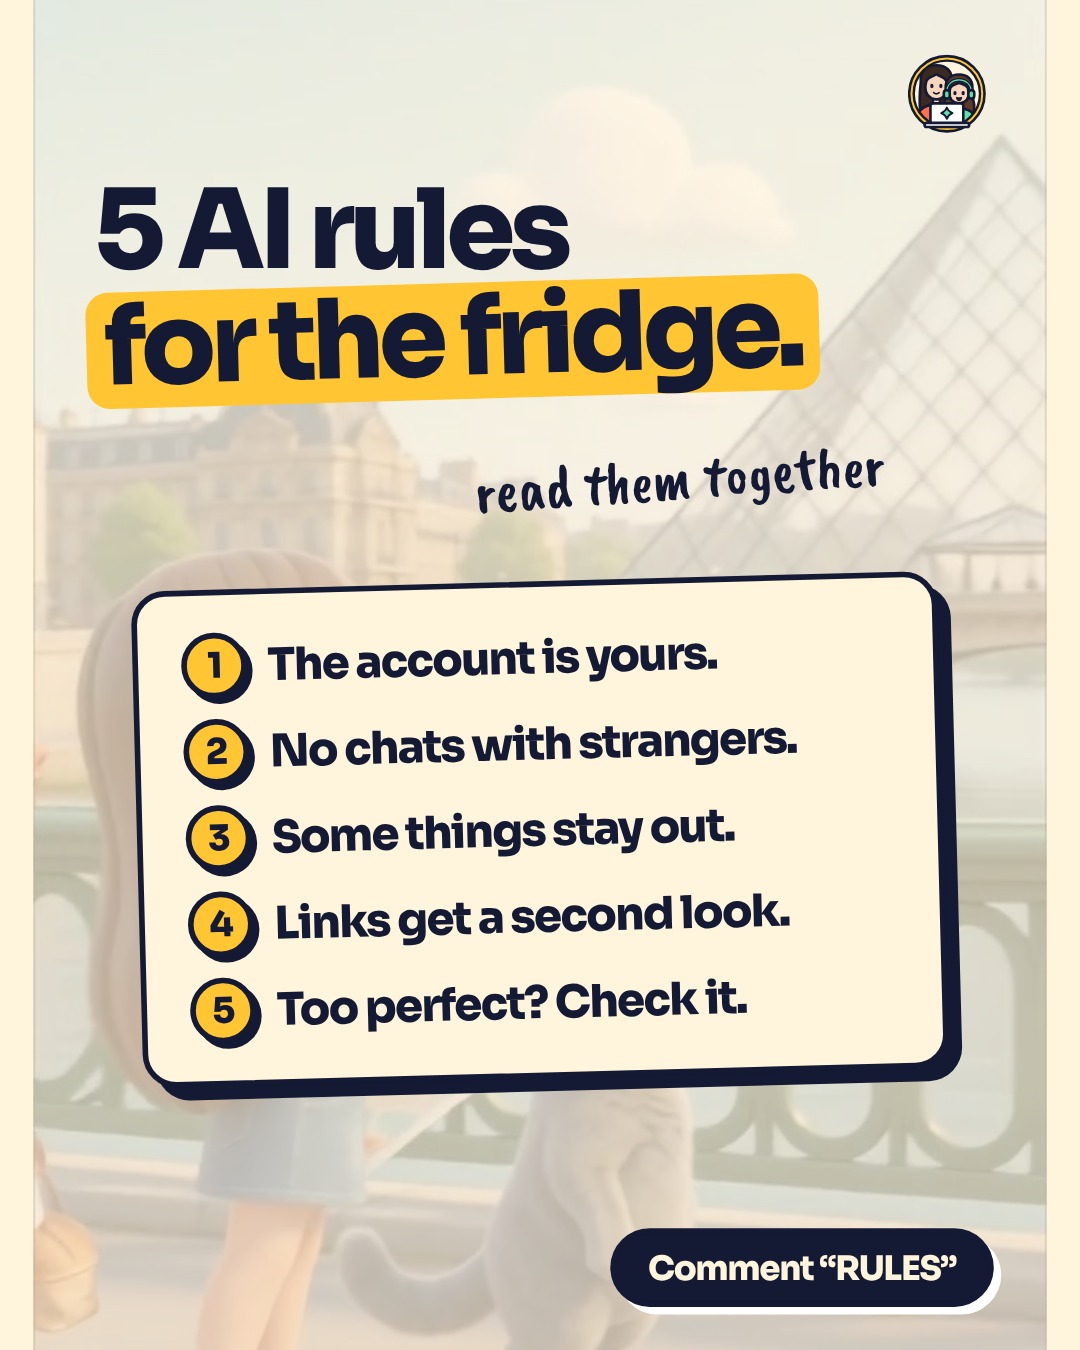 5 AI rules
for the fridge.
read them together
1 The account is yours.
2 No chats with strangers.
3 Some things stay out.
4 Links get a second look.
5 Too perfect? Check it.
Comment “RULES”